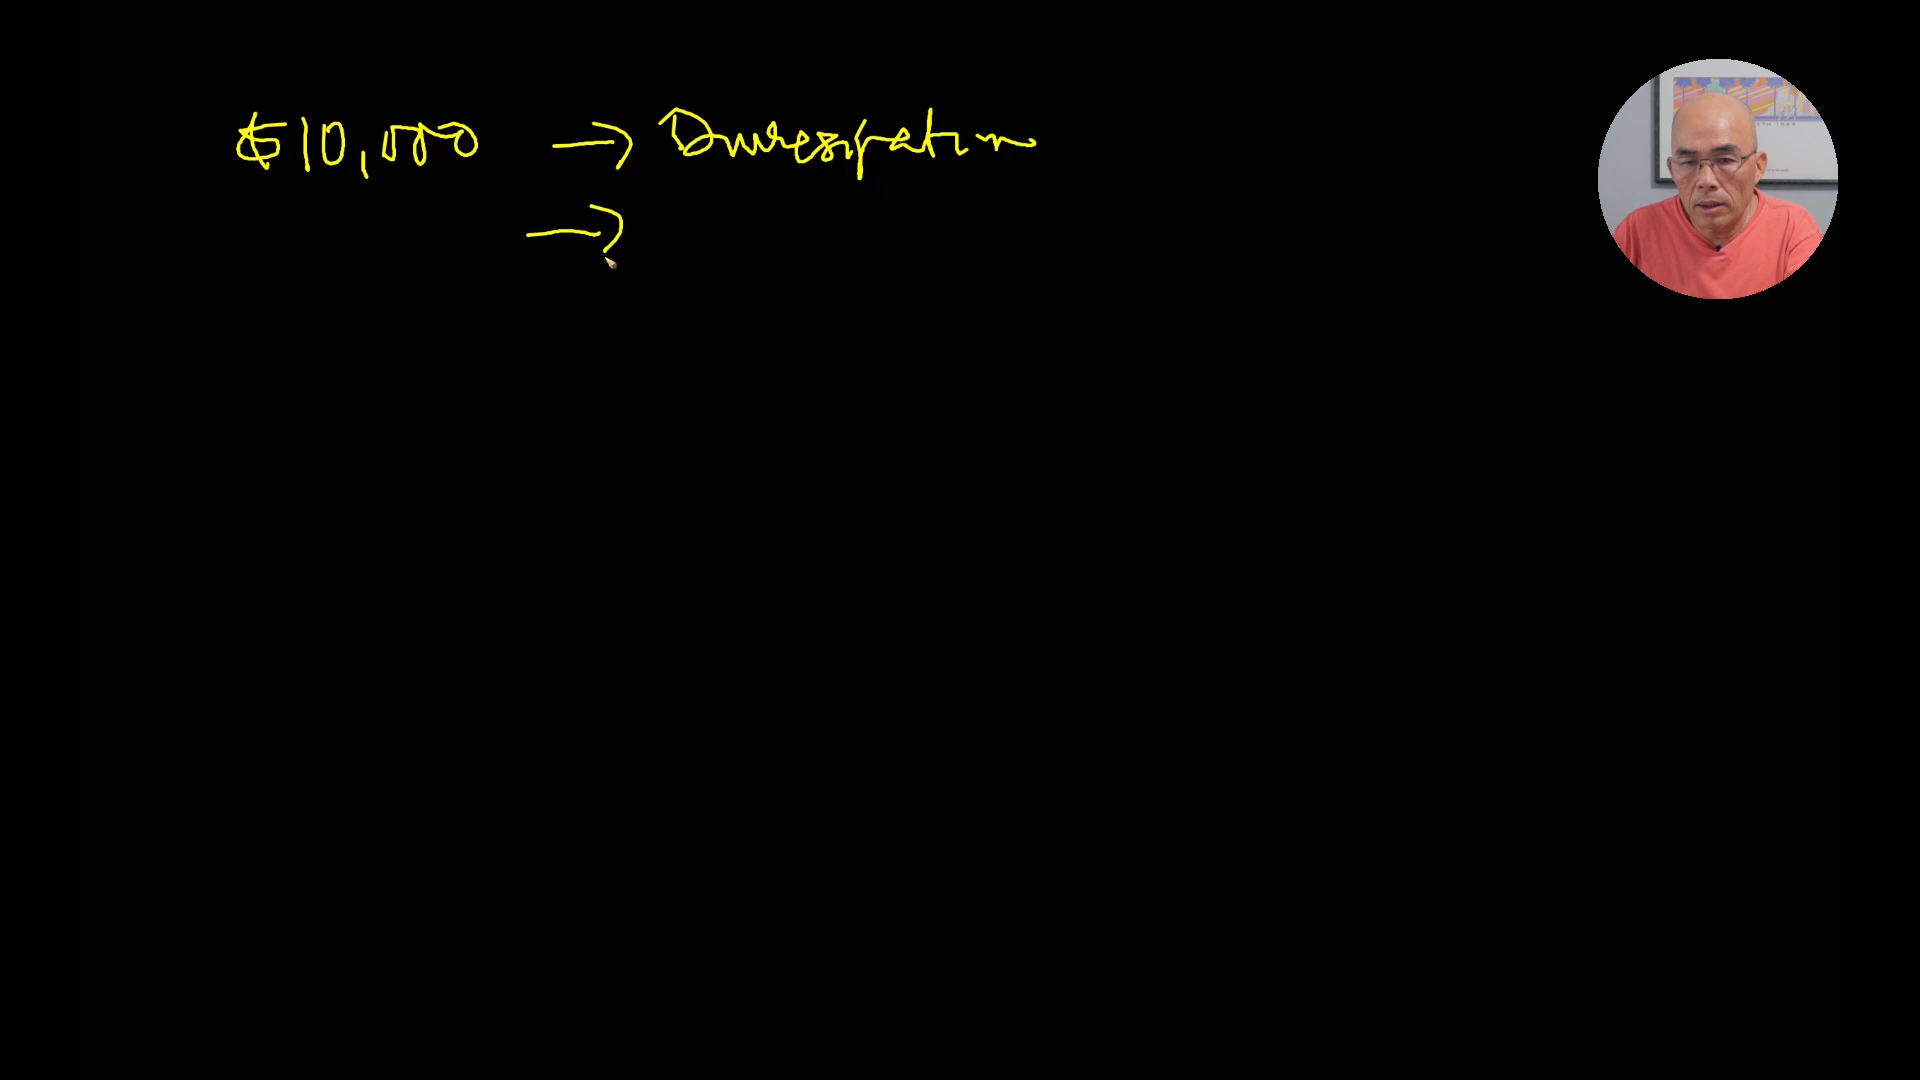 $10,000 → Diversification
→